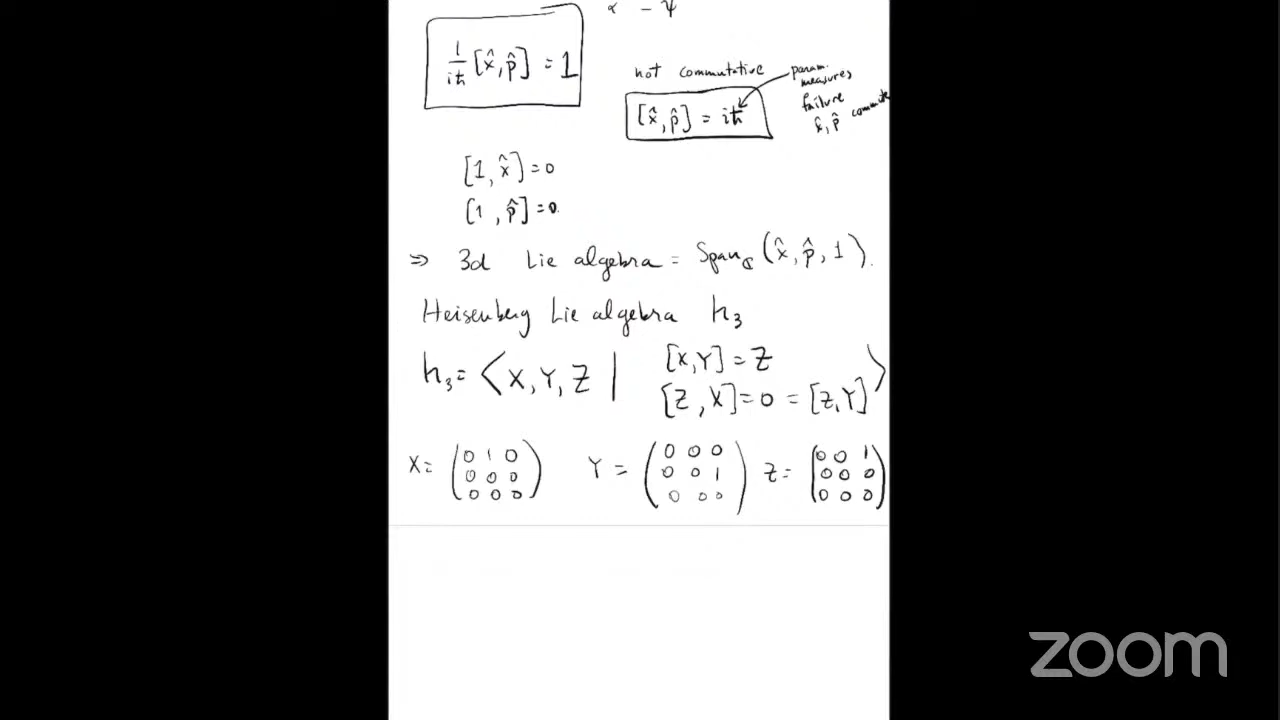 ∝ - ψ
1/iħ [x̂, p̂] = 1
not commutative
[x̂, p̂] = iħ
param.
measures
failure
x̂, p̂ commute
[1, x̂] = 0
[1, p̂] = 0.
⇒ 3d Lie algebra = Span_ℂ (x̂, p̂, 1).
Heisenberg Lie algebra h₃
h₃ = ⟨ X, Y, Z | [X,Y] = Z
[Z, X] = 0 = [Z, Y] ⟩
X = (0 1 0
0 0 0
0 0 0)
Y = (0 0 0
0 0 1
0 0 0)
Z = (0 0 1
0 0 0
0 0 0)
zoom